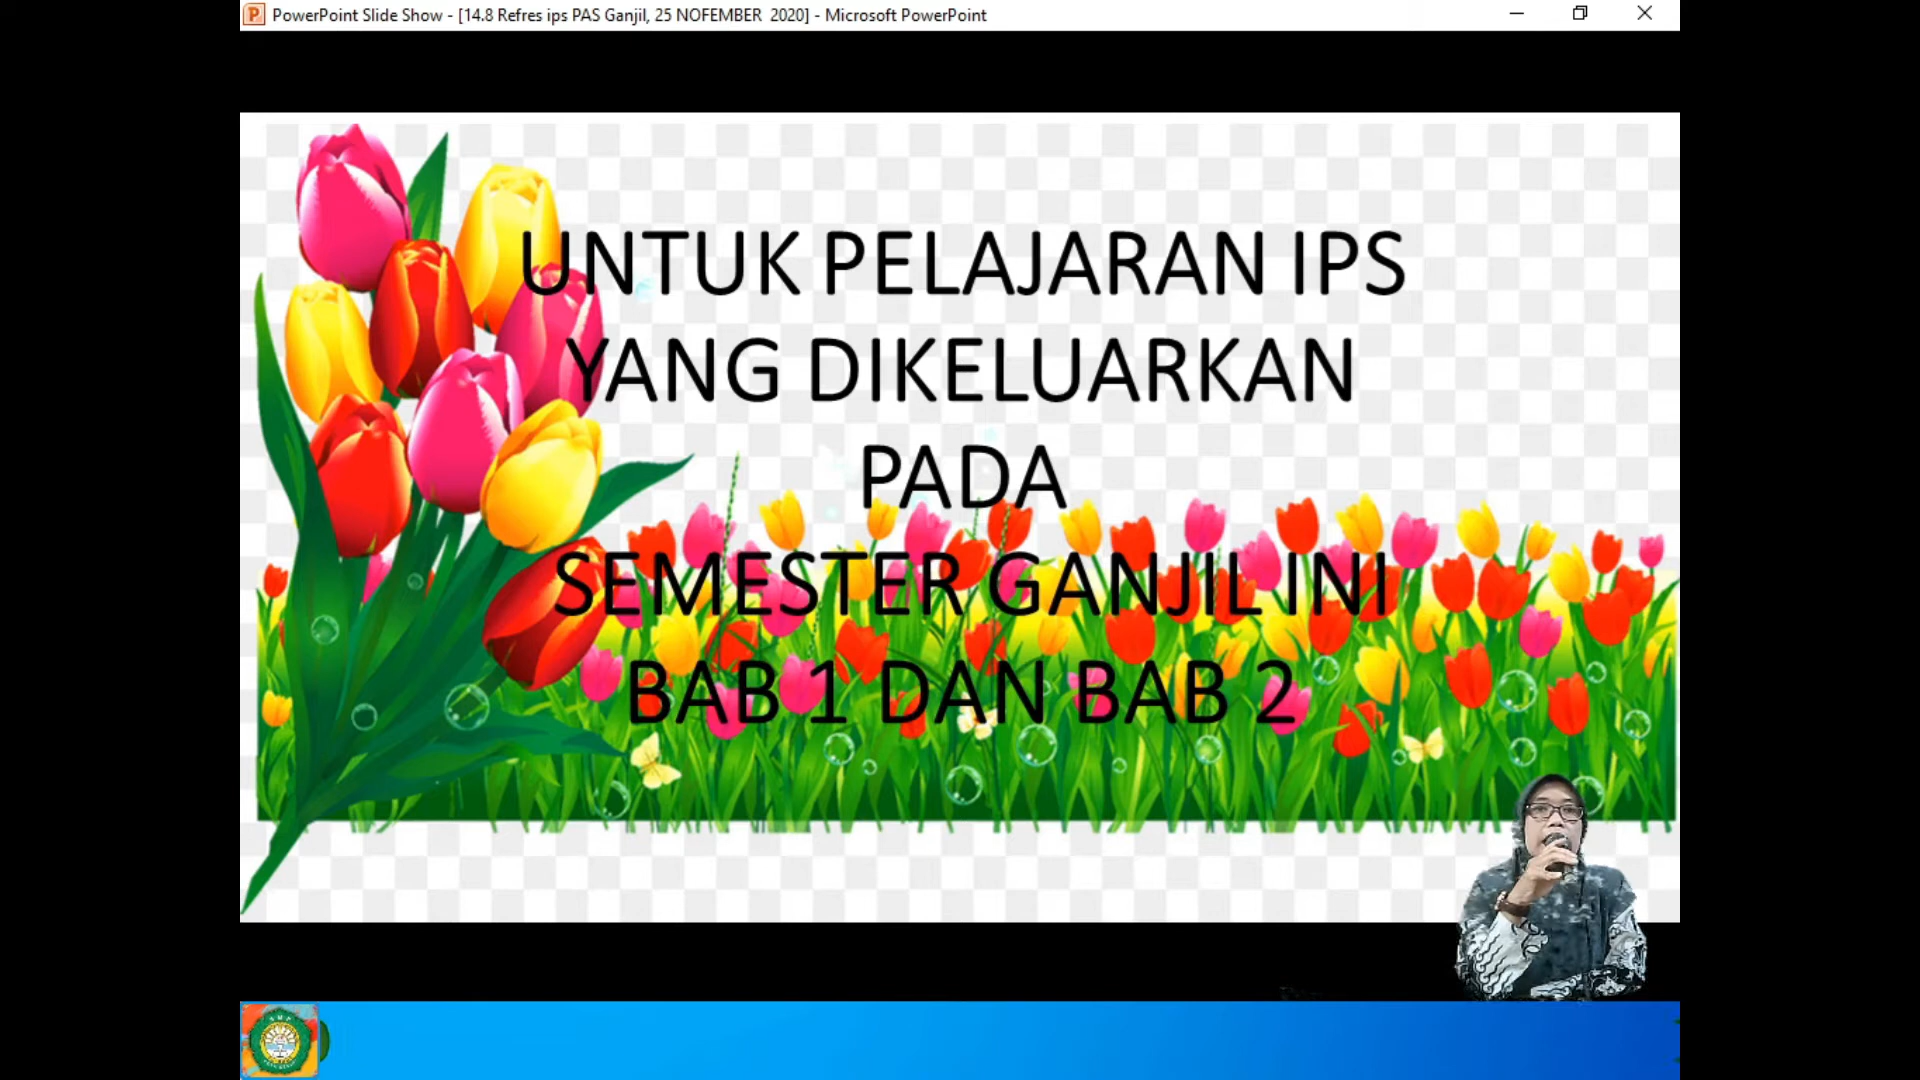 PowerPoint Slide Show - [14.8 Refres ips PAS Ganjil, 25 NOFEMBER  2020] - Microsoft PowerPoint
UNTUK PELAJARAN IPS
YANG DIKELUARKAN
PADA
SEMESTER GANJIL INI
BAB 1 DAN BAB 2